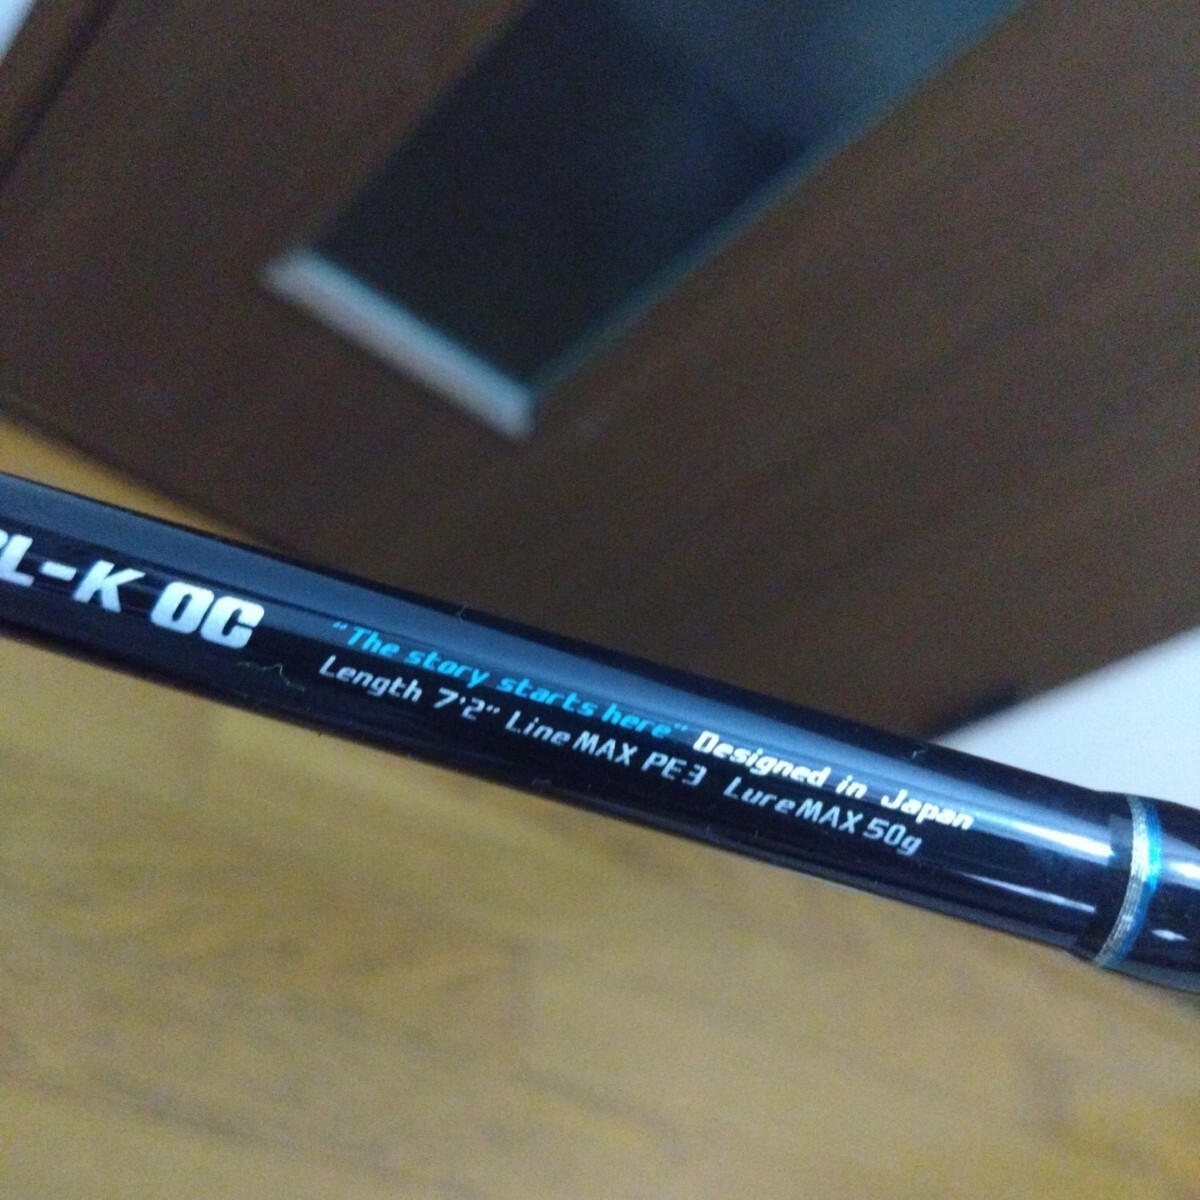 L-K OC
"The story starts here" Designed in Japan
Length 7'2" Line MAX PE3 Lure MAX 50g